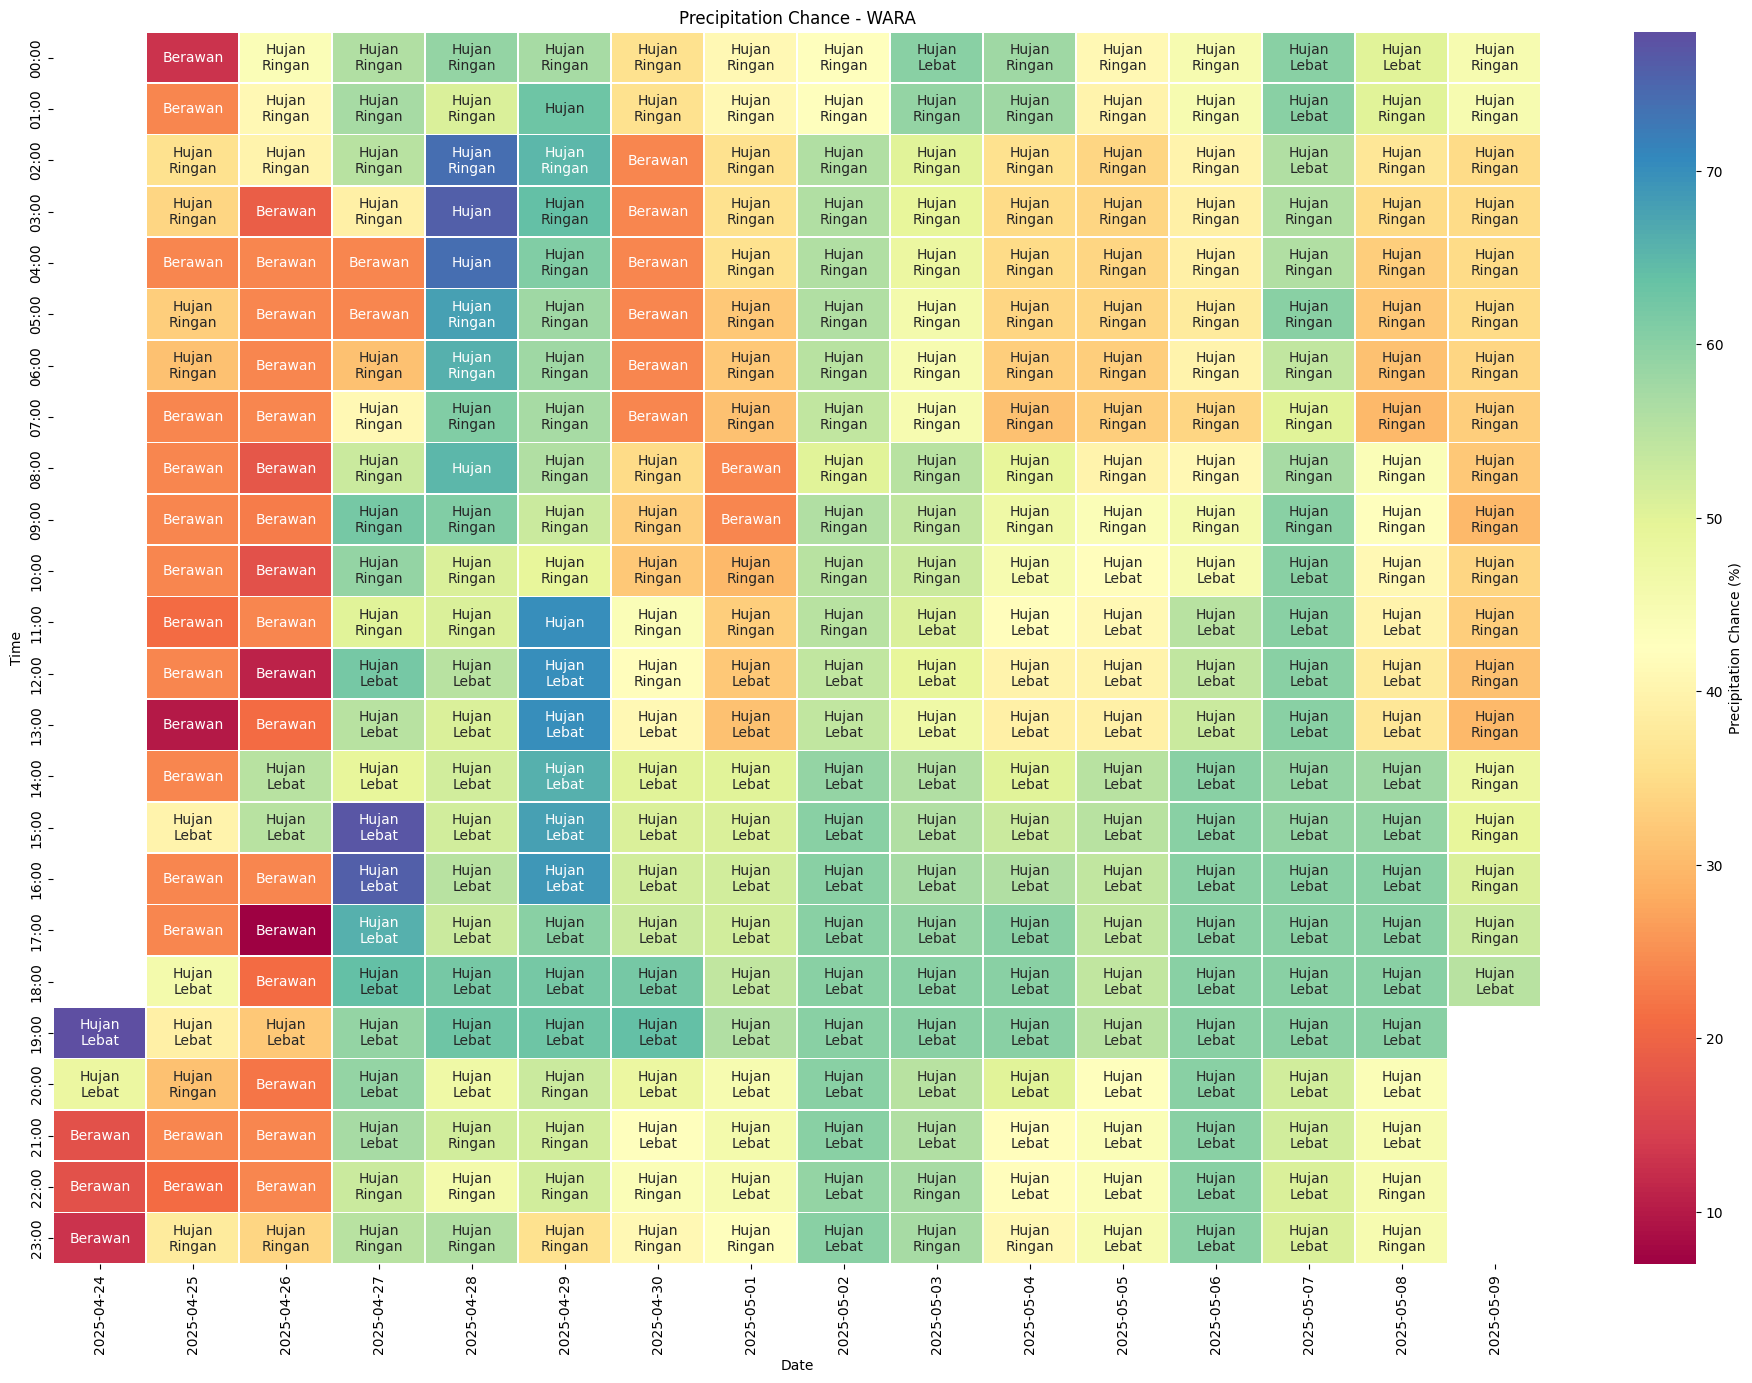 Precipitation Chance - WARA
00:00 Berawan Hujan Ringan Hujan Ringan Hujan Ringan Hujan Ringan Hujan Ringan Hujan Ringan Hujan Ringan Hujan Lebat Hujan Ringan Hujan Ringan Hujan Ringan Hujan Lebat Hujan Lebat Hujan Ringan
01:00 Berawan Hujan Ringan Hujan Ringan Hujan Ringan Hujan Hujan Ringan Hujan Ringan Hujan Ringan Hujan Ringan Hujan Ringan Hujan Ringan Hujan Ringan Hujan Lebat Hujan Ringan Hujan Ringan
02:00 Hujan Ringan Hujan Ringan Hujan Ringan Hujan Ringan Hujan Ringan Berawan Hujan Ringan Hujan Ringan Hujan Ringan Hujan Ringan Hujan Ringan Hujan Ringan Hujan Lebat Hujan Ringan Hujan Ringan
03:00 Hujan Ringan Berawan Hujan Ringan Hujan Hujan Ringan Berawan Hujan Ringan Hujan Ringan Hujan Ringan Hujan Ringan Hujan Ringan Hujan Ringan Hujan Ringan Hujan Ringan Hujan Ringan
04:00 Berawan Berawan Berawan Hujan Hujan Ringan Berawan Hujan Ringan Hujan Ringan Hujan Ringan Hujan Ringan Hujan Ringan Hujan Ringan Hujan Ringan Hujan Ringan Hujan Ringan
05:00 Hujan Ringan Berawan Berawan Hujan Ringan Hujan Ringan Berawan Hujan Ringan Hujan Ringan Hujan Ringan Hujan Ringan Hujan Ringan Hujan Ringan Hujan Ringan Hujan Ringan Hujan Ringan
06:00 Hujan Ringan Berawan Hujan Ringan Hujan Ringan Hujan Ringan Berawan Hujan Ringan Hujan Ringan Hujan Ringan Hujan Ringan Hujan Ringan Hujan Ringan Hujan Ringan Hujan Ringan Hujan Ringan
07:00 Berawan Berawan Hujan Ringan Hujan Ringan Hujan Ringan Berawan Hujan Ringan Hujan Ringan Hujan Ringan Hujan Ringan Hujan Ringan Hujan Ringan Hujan Ringan Hujan Ringan Hujan Ringan
08:00 Berawan Berawan Hujan Ringan Hujan Hujan Ringan Hujan Ringan Berawan Hujan Ringan Hujan Ringan Hujan Ringan Hujan Ringan Hujan Ringan Hujan Ringan Hujan Ringan Hujan Ringan
09:00 Berawan Berawan Hujan Ringan Hujan Ringan Hujan Ringan Hujan Ringan Berawan Hujan Ringan Hujan Ringan Hujan Ringan Hujan Ringan Hujan Ringan Hujan Ringan Hujan Ringan Hujan Ringan
10:00 Berawan Berawan Hujan Ringan Hujan Ringan Hujan Ringan Hujan Ringan Hujan Ringan Hujan Ringan Hujan Ringan Hujan Lebat Hujan Lebat Hujan Lebat Hujan Lebat Hujan Ringan Hujan Ringan
11:00 Berawan Berawan Hujan Ringan Hujan Ringan Hujan Hujan Ringan Hujan Ringan Hujan Ringan Hujan Lebat Hujan Lebat Hujan Lebat Hujan Lebat Hujan Lebat Hujan Lebat Hujan Ringan
12:00 Berawan Berawan Hujan Lebat Hujan Lebat Hujan Lebat Hujan Ringan Hujan Lebat Hujan Lebat Hujan Lebat Hujan Lebat Hujan Lebat Hujan Lebat Hujan Lebat Hujan Lebat Hujan Ringan
13:00 Berawan Berawan Hujan Lebat Hujan Lebat Hujan Lebat Hujan Lebat Hujan Lebat Hujan Lebat Hujan Lebat Hujan Lebat Hujan Lebat Hujan Lebat Hujan Lebat Hujan Lebat Hujan Ringan
14:00 Berawan Hujan Lebat Hujan Lebat Hujan Lebat Hujan Lebat Hujan Lebat Hujan Lebat Hujan Lebat Hujan Lebat Hujan Lebat Hujan Lebat Hujan Lebat Hujan Lebat Hujan Lebat Hujan Ringan
15:00 Hujan Lebat Hujan Lebat Hujan Lebat Hujan Lebat Hujan Lebat Hujan Lebat Hujan Lebat Hujan Lebat Hujan Lebat Hujan Lebat Hujan Lebat Hujan Lebat Hujan Lebat Hujan Lebat Hujan Ringan
16:00 Berawan Berawan Hujan Lebat Hujan Lebat Hujan Lebat Hujan Lebat Hujan Lebat Hujan Lebat Hujan Lebat Hujan Lebat Hujan Lebat Hujan Lebat Hujan Lebat Hujan Lebat Hujan Ringan
17:00 Berawan Berawan Hujan Lebat Hujan Lebat Hujan Lebat Hujan Lebat Hujan Lebat Hujan Lebat Hujan Lebat Hujan Lebat Hujan Lebat Hujan Lebat Hujan Lebat Hujan Lebat Hujan Ringan
18:00 Hujan Lebat Berawan Hujan Lebat Hujan Lebat Hujan Lebat Hujan Lebat Hujan Lebat Hujan Lebat Hujan Lebat Hujan Lebat Hujan Lebat Hujan Lebat Hujan Lebat Hujan Lebat Hujan Lebat
19:00 Hujan Lebat Hujan Lebat Hujan Lebat Hujan Lebat Hujan Lebat Hujan Lebat Hujan Lebat Hujan Lebat Hujan Lebat Hujan Lebat Hujan Lebat Hujan Lebat Hujan Lebat Hujan Lebat Hujan Lebat
20:00 Hujan Lebat Hujan Ringan Berawan Hujan Lebat Hujan Lebat Hujan Ringan Hujan Lebat Hujan Lebat Hujan Lebat Hujan Lebat Hujan Lebat Hujan Lebat Hujan Lebat Hujan Lebat Hujan Lebat
21:00 Berawan Berawan Berawan Hujan Lebat Hujan Ringan Hujan Ringan Hujan Lebat Hujan Lebat Hujan Lebat Hujan Lebat Hujan Lebat Hujan Lebat Hujan Lebat Hujan Lebat Hujan Lebat
22:00 Berawan Berawan Berawan Hujan Ringan Hujan Ringan Hujan Ringan Hujan Ringan Hujan Lebat Hujan Lebat Hujan Ringan Hujan Lebat Hujan Lebat Hujan Lebat Hujan Lebat Hujan Ringan
23:00 Berawan Hujan Ringan Hujan Ringan Hujan Ringan Hujan Ringan Hujan Ringan Hujan Ringan Hujan Ringan Hujan Lebat Hujan Ringan Hujan Ringan Hujan Lebat Hujan Lebat Hujan Lebat Hujan Ringan
Time
2025-04-24 2025-04-25 2025-04-26 2025-04-27 2025-04-28 2025-04-29 2025-04-30 2025-05-01 2025-05-02 2025-05-03 2025-05-04 2025-05-05 2025-05-06 2025-05-07 2025-05-08 2025-05-09
Date
70
60
50
40
30
20
10
Precipitation Chance (%)